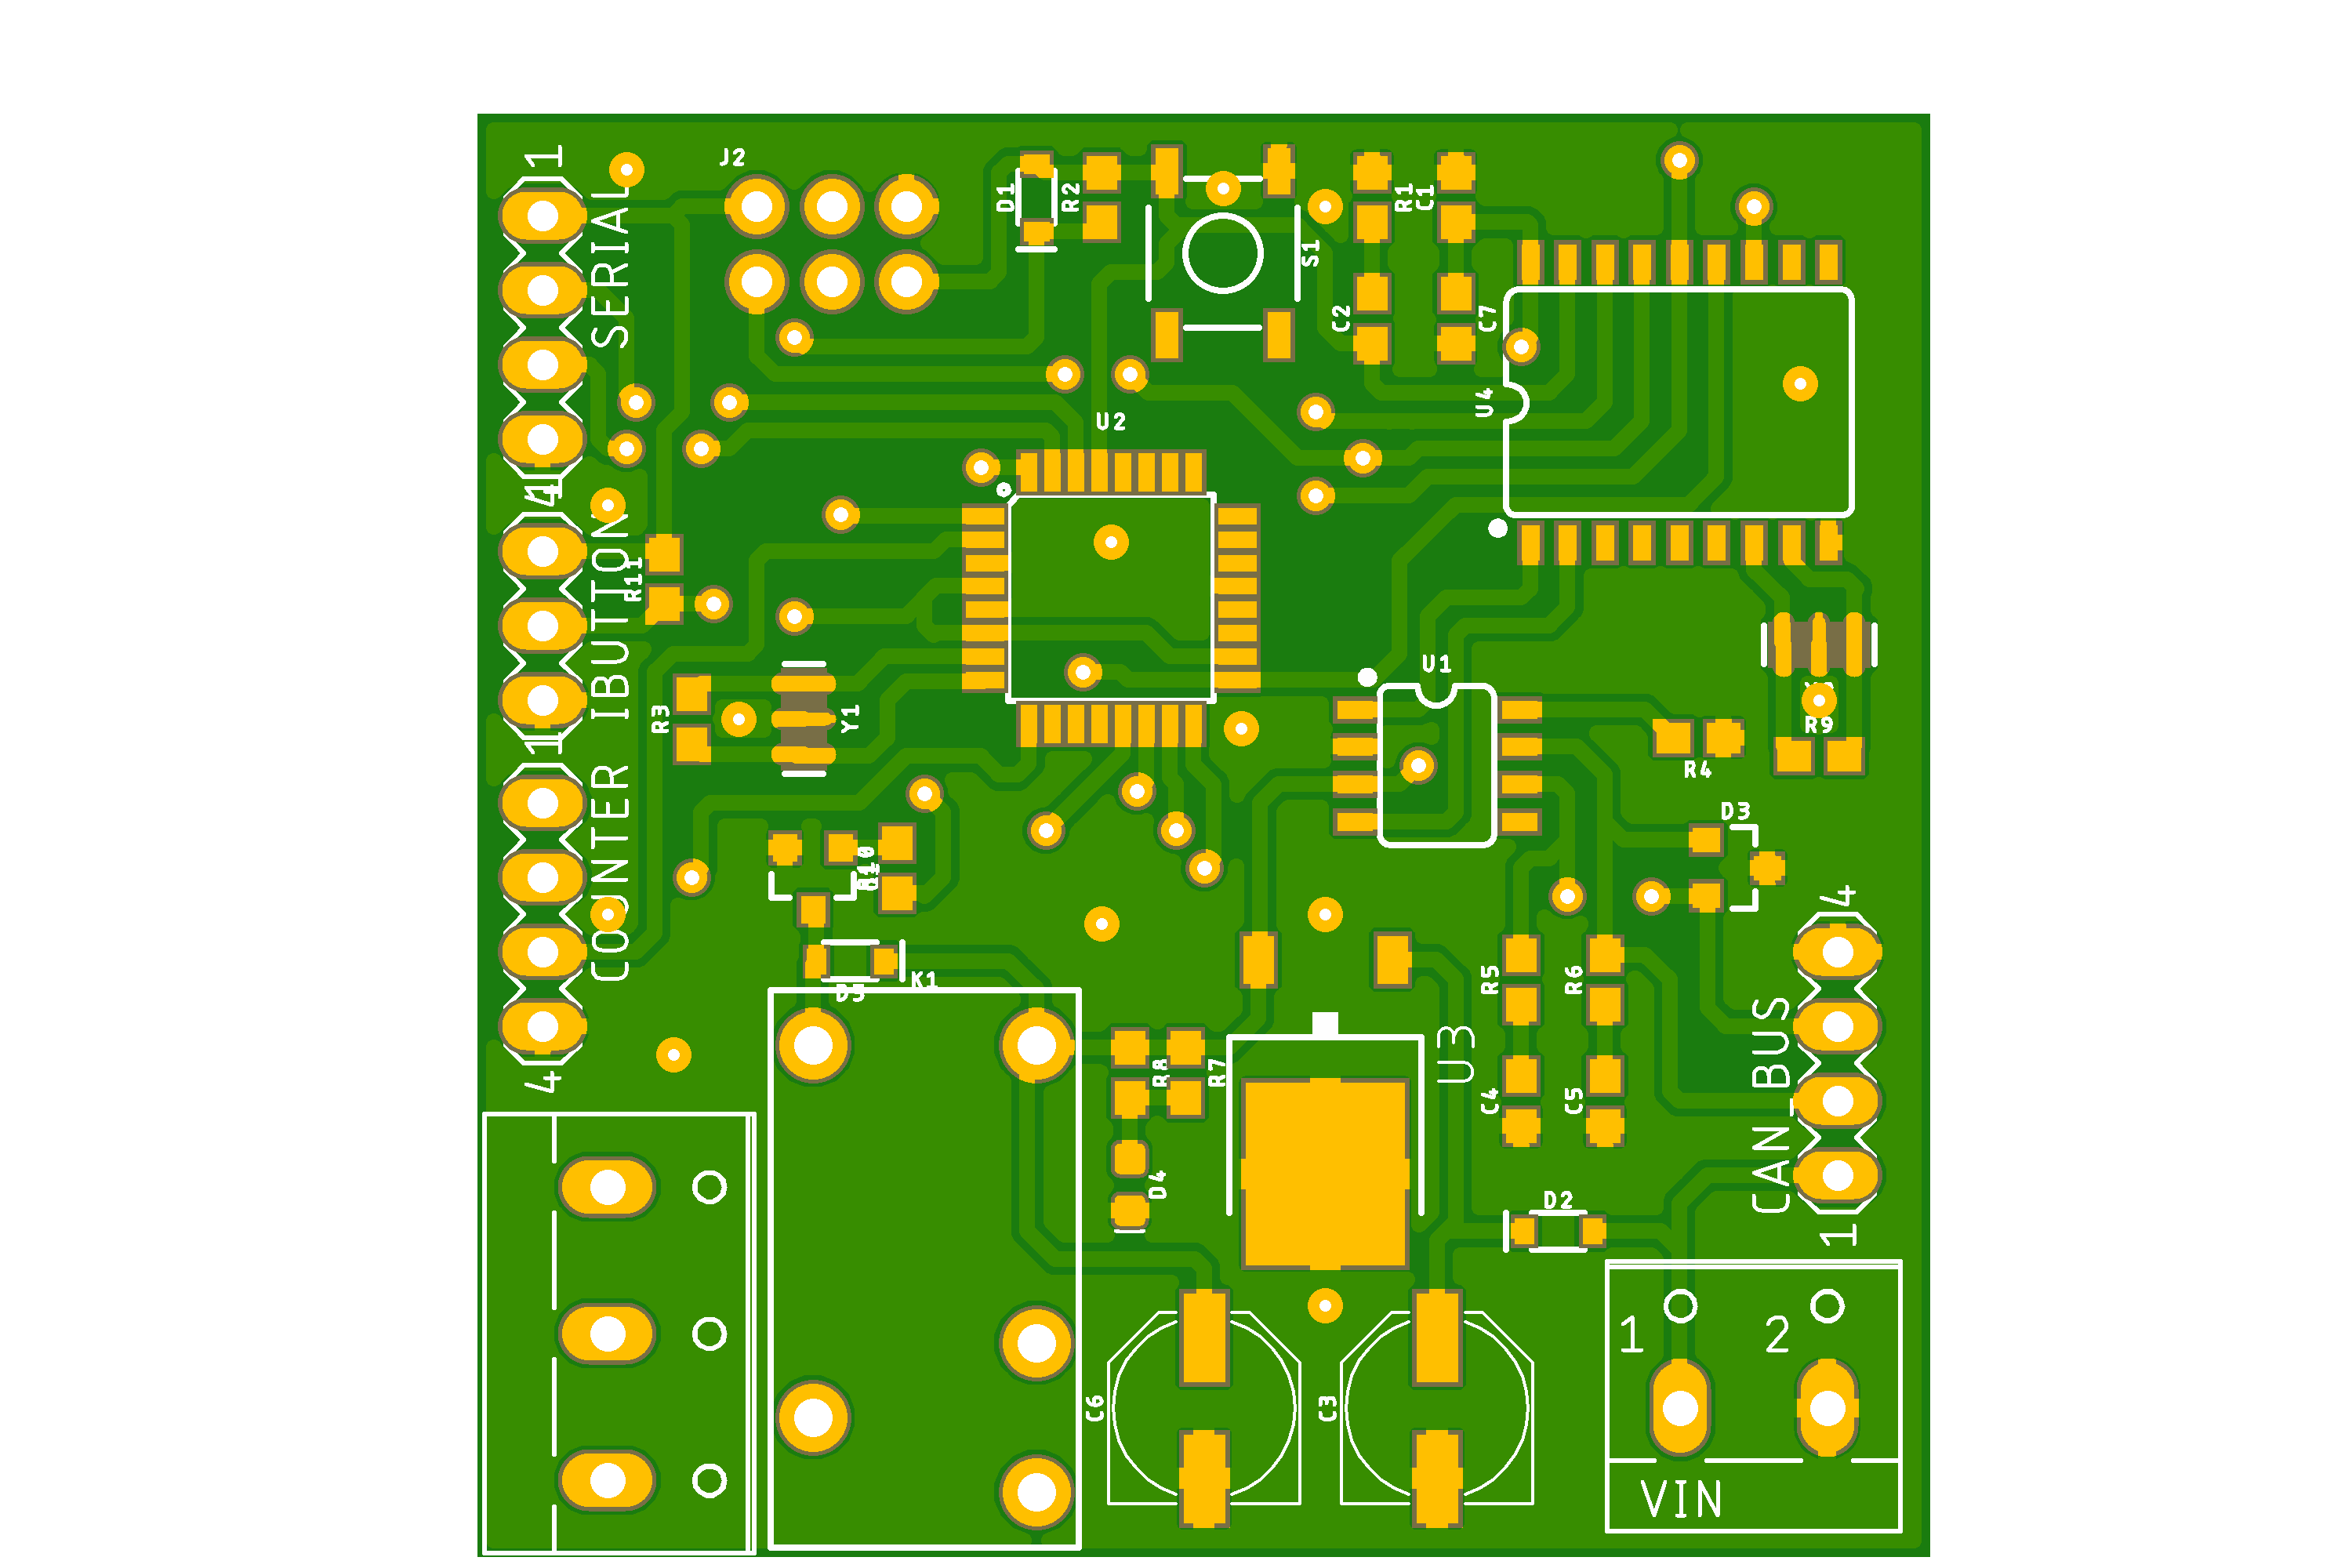 1
J2
SERIAL
D1
R2
S1
R1
C1
C2
C7
U4
U2
4
1
IBUTTON
R11
R3
Y1
U1
R9
R4
1
COUNTER
D3
4
K1
D5
R5
R6
CAN_BUS
U3
R8
R7
C4
C5
4
D4
D2
1
1
2
C6
C3
VIN